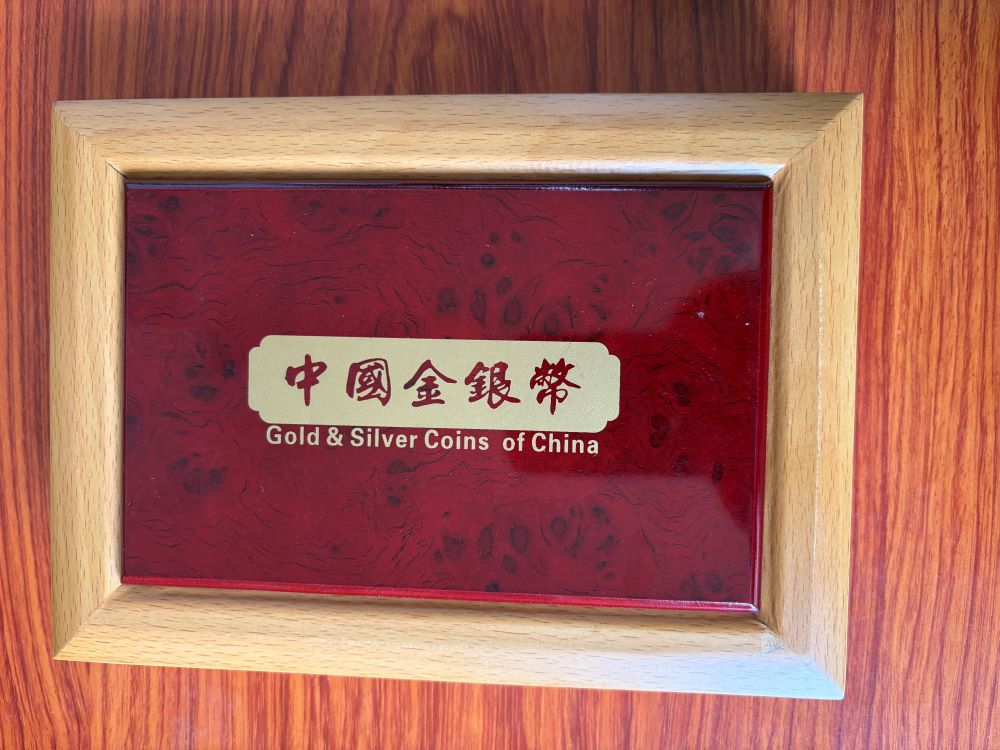 中國金銀幣
Gold & Silver Coins of China